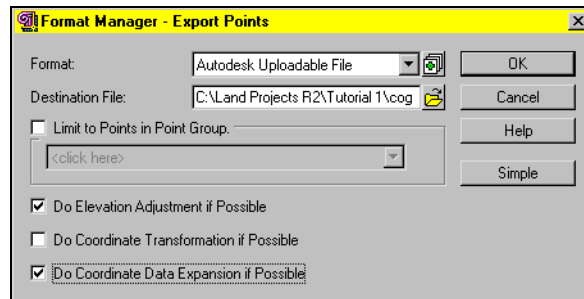 Format Manager - Export Points
Format:
Autodesk Uploadable File
OK
Destination File:
C:\Land Projects R2\Tutorial 1\cog
Cancel
Limit to Points in Point Group.
Help
<click here>
Simple
Do Elevation Adjustment if Possible
Do Coordinate Transformation if Possible
Do Coordinate Data Expansion if Possible